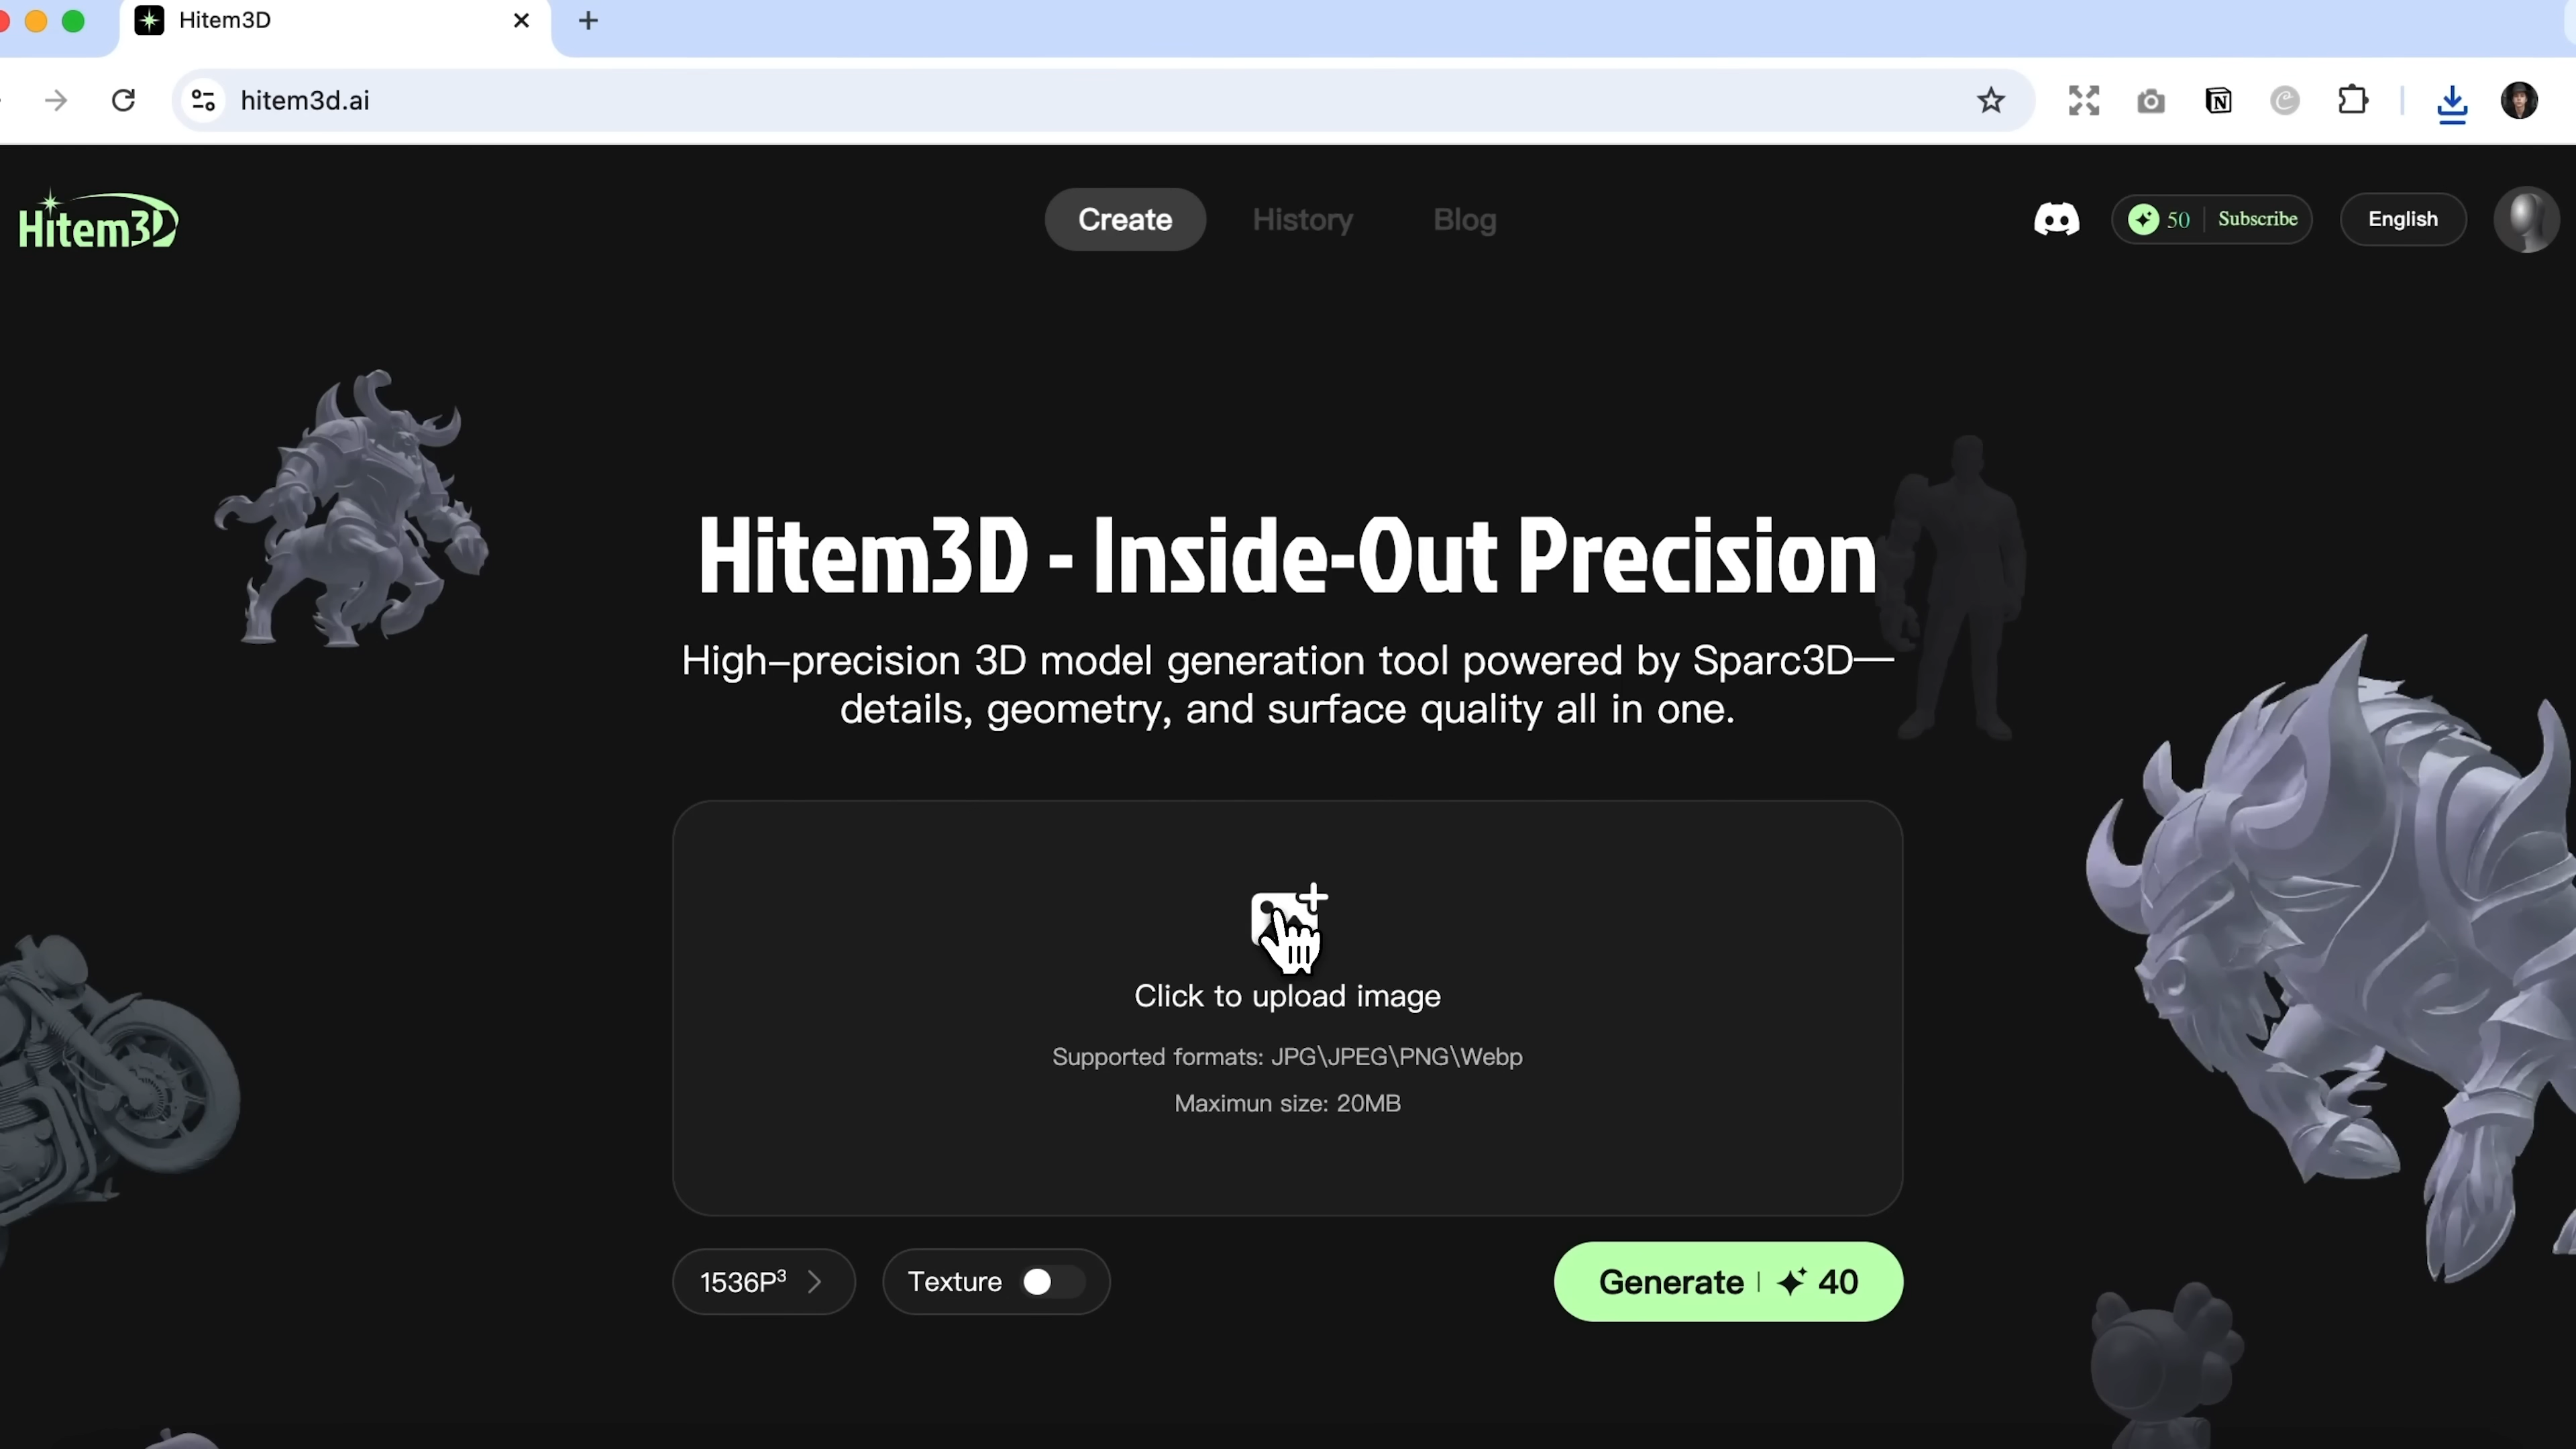 Hitem3D
hitem3d.ai
Hitem3D
Create
History
Blog
50
Subscribe
English
Hitem3D - Inside-Out Precision
High-precision 3D model generation tool powered by Sparc3D—
details, geometry, and surface quality all in one.
Click to upload image
Supported formats: JPG\JPEG\PNG\Webp
Maximun size: 20MB
1536P³
Texture
Generate
40